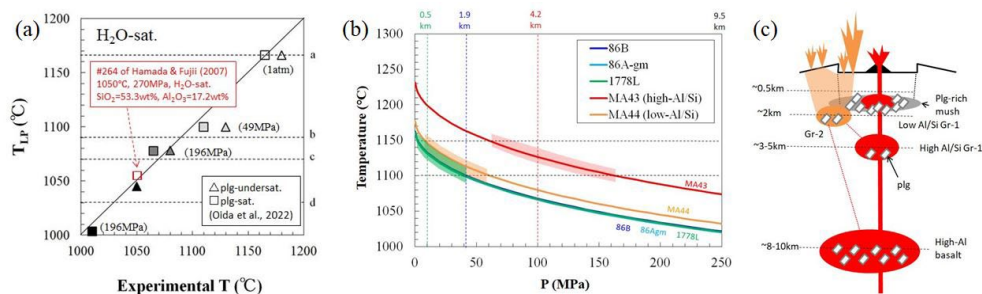 (a)
H₂O-sat.
#264 of Hamada & Fujii (2007)
1050℃, 270MPa, H₂O-sat.
SiO₂=53.3wt%, Al₂O₃=17.2wt%
a
(1atm)
(49MPa)
b
(196MPa)
c
d
(196MPa)
△ plg-undersat.
□ plg-sat.
(Oida et al., 2022)
1200
1150
1100
1050
1000
T_LP (℃)
1000 1050 1100 1150 1200
Experimental T (℃)
(b)
0.5 km
1.9 km
4.2 km
9.5 km
1300
1250
1200
1150
1100
1050
1000
Temperature (℃)
86B
86A-gm
1778L
MA43 (high-Al/Si)
MA44 (low-Al/Si)
MA43
MA44
86B
86Agm
1778L
0 50 100 150 200 250
P (MPa)
(c)
~0.5km
~2km
Gr-2
Plg-rich
mush
Low Al/Si Gr-1
~3-5km
High Al/Si Gr-1
plg
~8-10km
High-Al
basalt